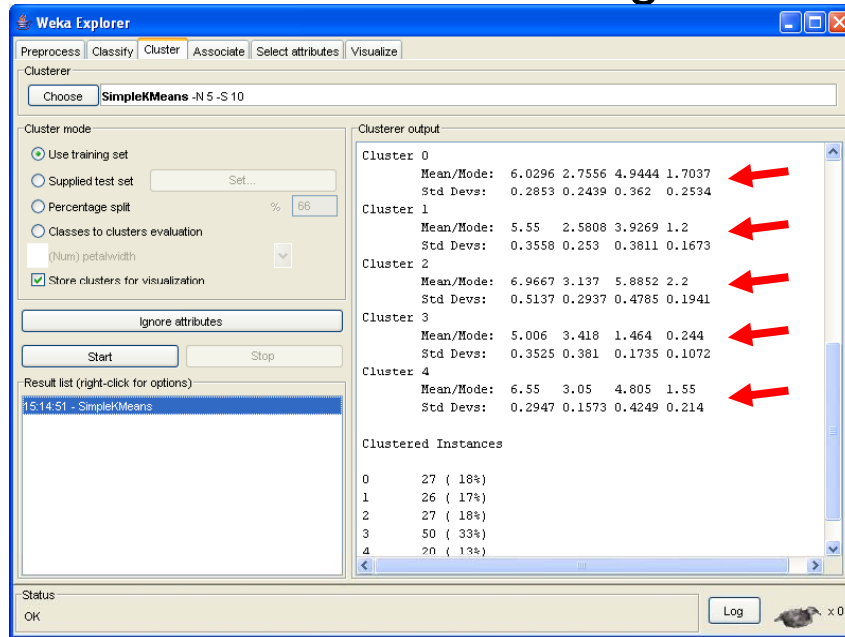 Weka Explorer
Preprocess Classify Cluster Associate Select attributes Visualize
Clusterer
Choose SimpleKMeans -N 5 -S 10
Cluster mode
Use training set
Supplied test set Set...
Percentage split % 66
Classes to clusters evaluation
(Num) petalwidth
Store clusters for visualization
Ignore attributes
Start Stop
Result list (right-click for options)
15:14:51 - SimpleKMeans
Clusterer output
Cluster 0
Mean/Mode: 6.0296 2.7556 4.9444 1.7037
Std Devs: 0.2853 0.2439 0.362 0.2534
Cluster 1
Mean/Mode: 5.55 2.5808 3.9269 1.2
Std Devs: 0.3558 0.253 0.3811 0.1673
Cluster 2
Mean/Mode: 6.9667 3.137 5.8852 2.2
Std Devs: 0.5137 0.2937 0.4785 0.1941
Cluster 3
Mean/Mode: 5.006 3.418 1.464 0.244
Std Devs: 0.3525 0.381 0.1735 0.1072
Cluster 4
Mean/Mode: 6.55 3.05 4.805 1.55
Std Devs: 0.2947 0.1573 0.4249 0.214
Clustered Instances
0 27 ( 18%)
1 26 ( 17%)
2 27 ( 18%)
3 50 ( 33%)
4 20 ( 13%)
Status
OK
Log x 0